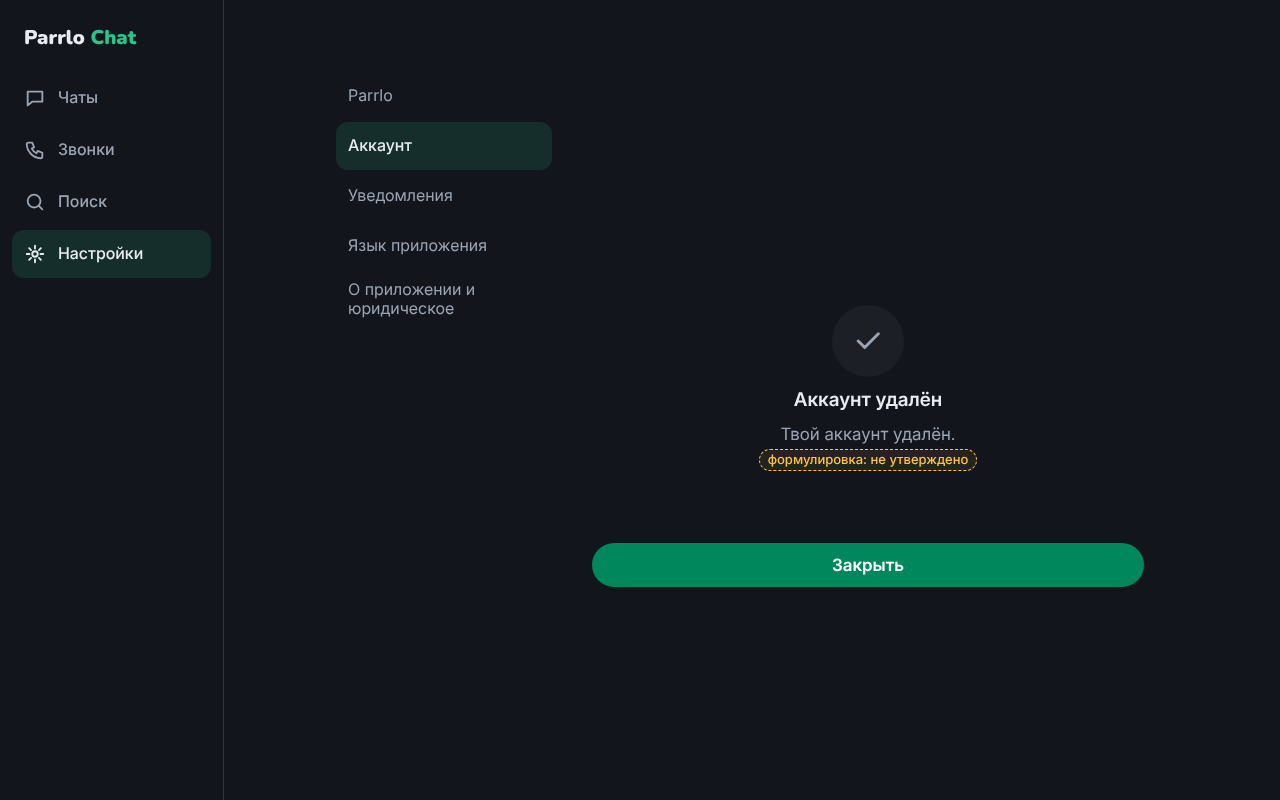 Parrlo Chat
Чаты
Звонки
Поиск
Настройки
Parrlo
Аккаунт
Уведомления
Язык приложения
О приложении и
юридическое
Аккаунт удалён
Твой аккаунт удалён.
формулировка: не утверждено
Закрыть